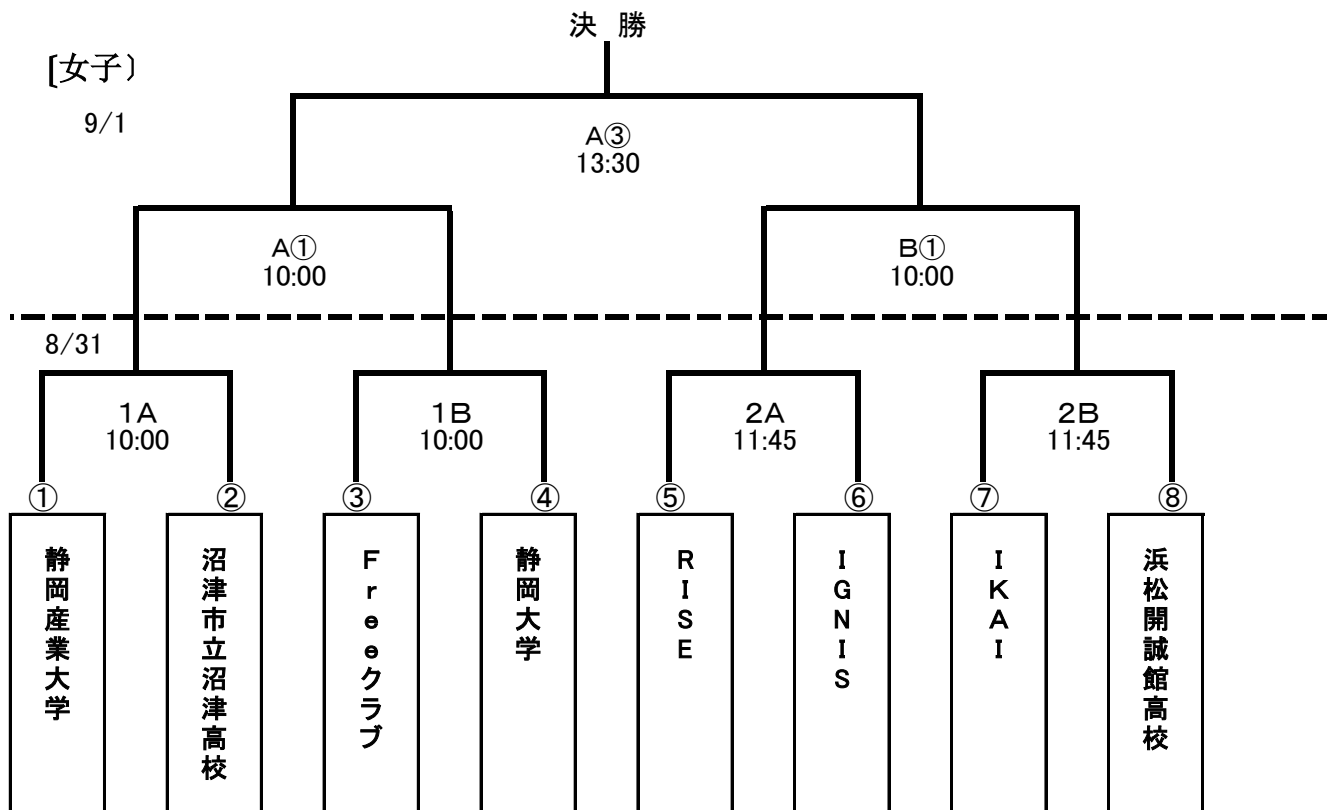 決 勝
〔女子〕
9/1
A③
13:30
A①
10:00
B①
10:00
8/31
1A
10:00
1B
10:00
2A
11:45
2B
11:45
①
②
③
④
⑤
⑥
⑦
⑧
静岡産業大学
沼津市立沼津高校
Freeクラブ
静岡大学
RISE
IGNIS
IKAI
浜松開誠館高校